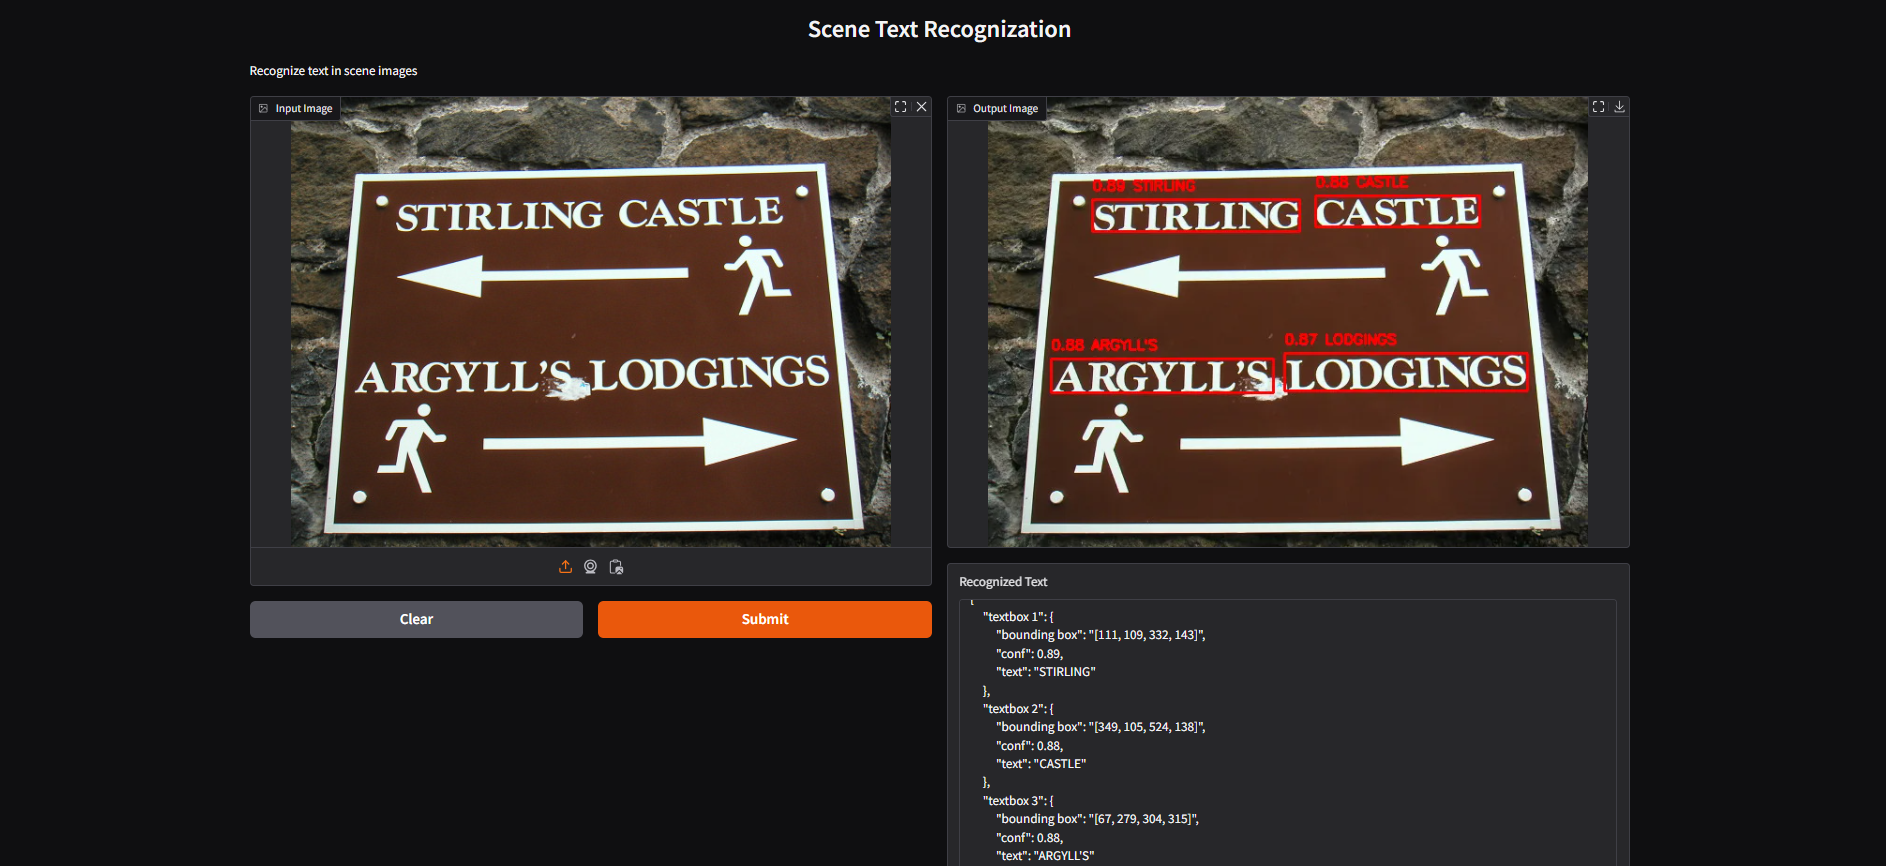 Scene Text Recognization
Recognize text in scene images
Input Image
STIRLING CASTLE
ARGYLL'S LODGINGS
Clear
Submit
Output Image
0.89 STIRLING
0.88 CASTLE
STIRLING CASTLE
0.88 ARGYLL'S
0.87 LODGINGS
ARGYLL'S LODGINGS
Recognized Text
{
"textbox 1": {
"bounding box": "[111, 109, 332, 143]",
"conf": 0.89,
"text": "STIRLING"
},
"textbox 2": {
"bounding box": "[349, 105, 524, 138]",
"conf": 0.88,
"text": "CASTLE"
},
"textbox 3": {
"bounding box": "[67, 279, 304, 315]",
"conf": 0.88,
"text": "ARGYLL'S"